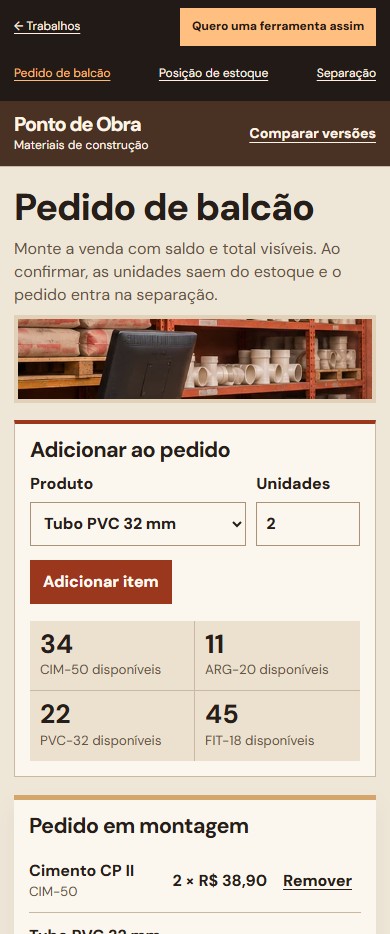 ← Trabalhos
Quero uma ferramenta assim
Pedido de balcão
Posição de estoque
Separação
Ponto de Obra
Materiais de construção
Comparar versões
Pedido de balcão
Monte a venda com saldo e total visíveis. Ao
confirmar, as unidades saem do estoque e o
pedido entra na separação.
Adicionar ao pedido
Produto
Unidades
Tubo PVC 32 mm
2
Adicionar item
34
CIM-50 disponíveis
11
ARG-20 disponíveis
22
PVC-32 disponíveis
45
FIT-18 disponíveis
Pedido em montagem
Cimento CP II
CIM-50
2 × R$ 38,90
Remover
Tubo PVC 32 mm